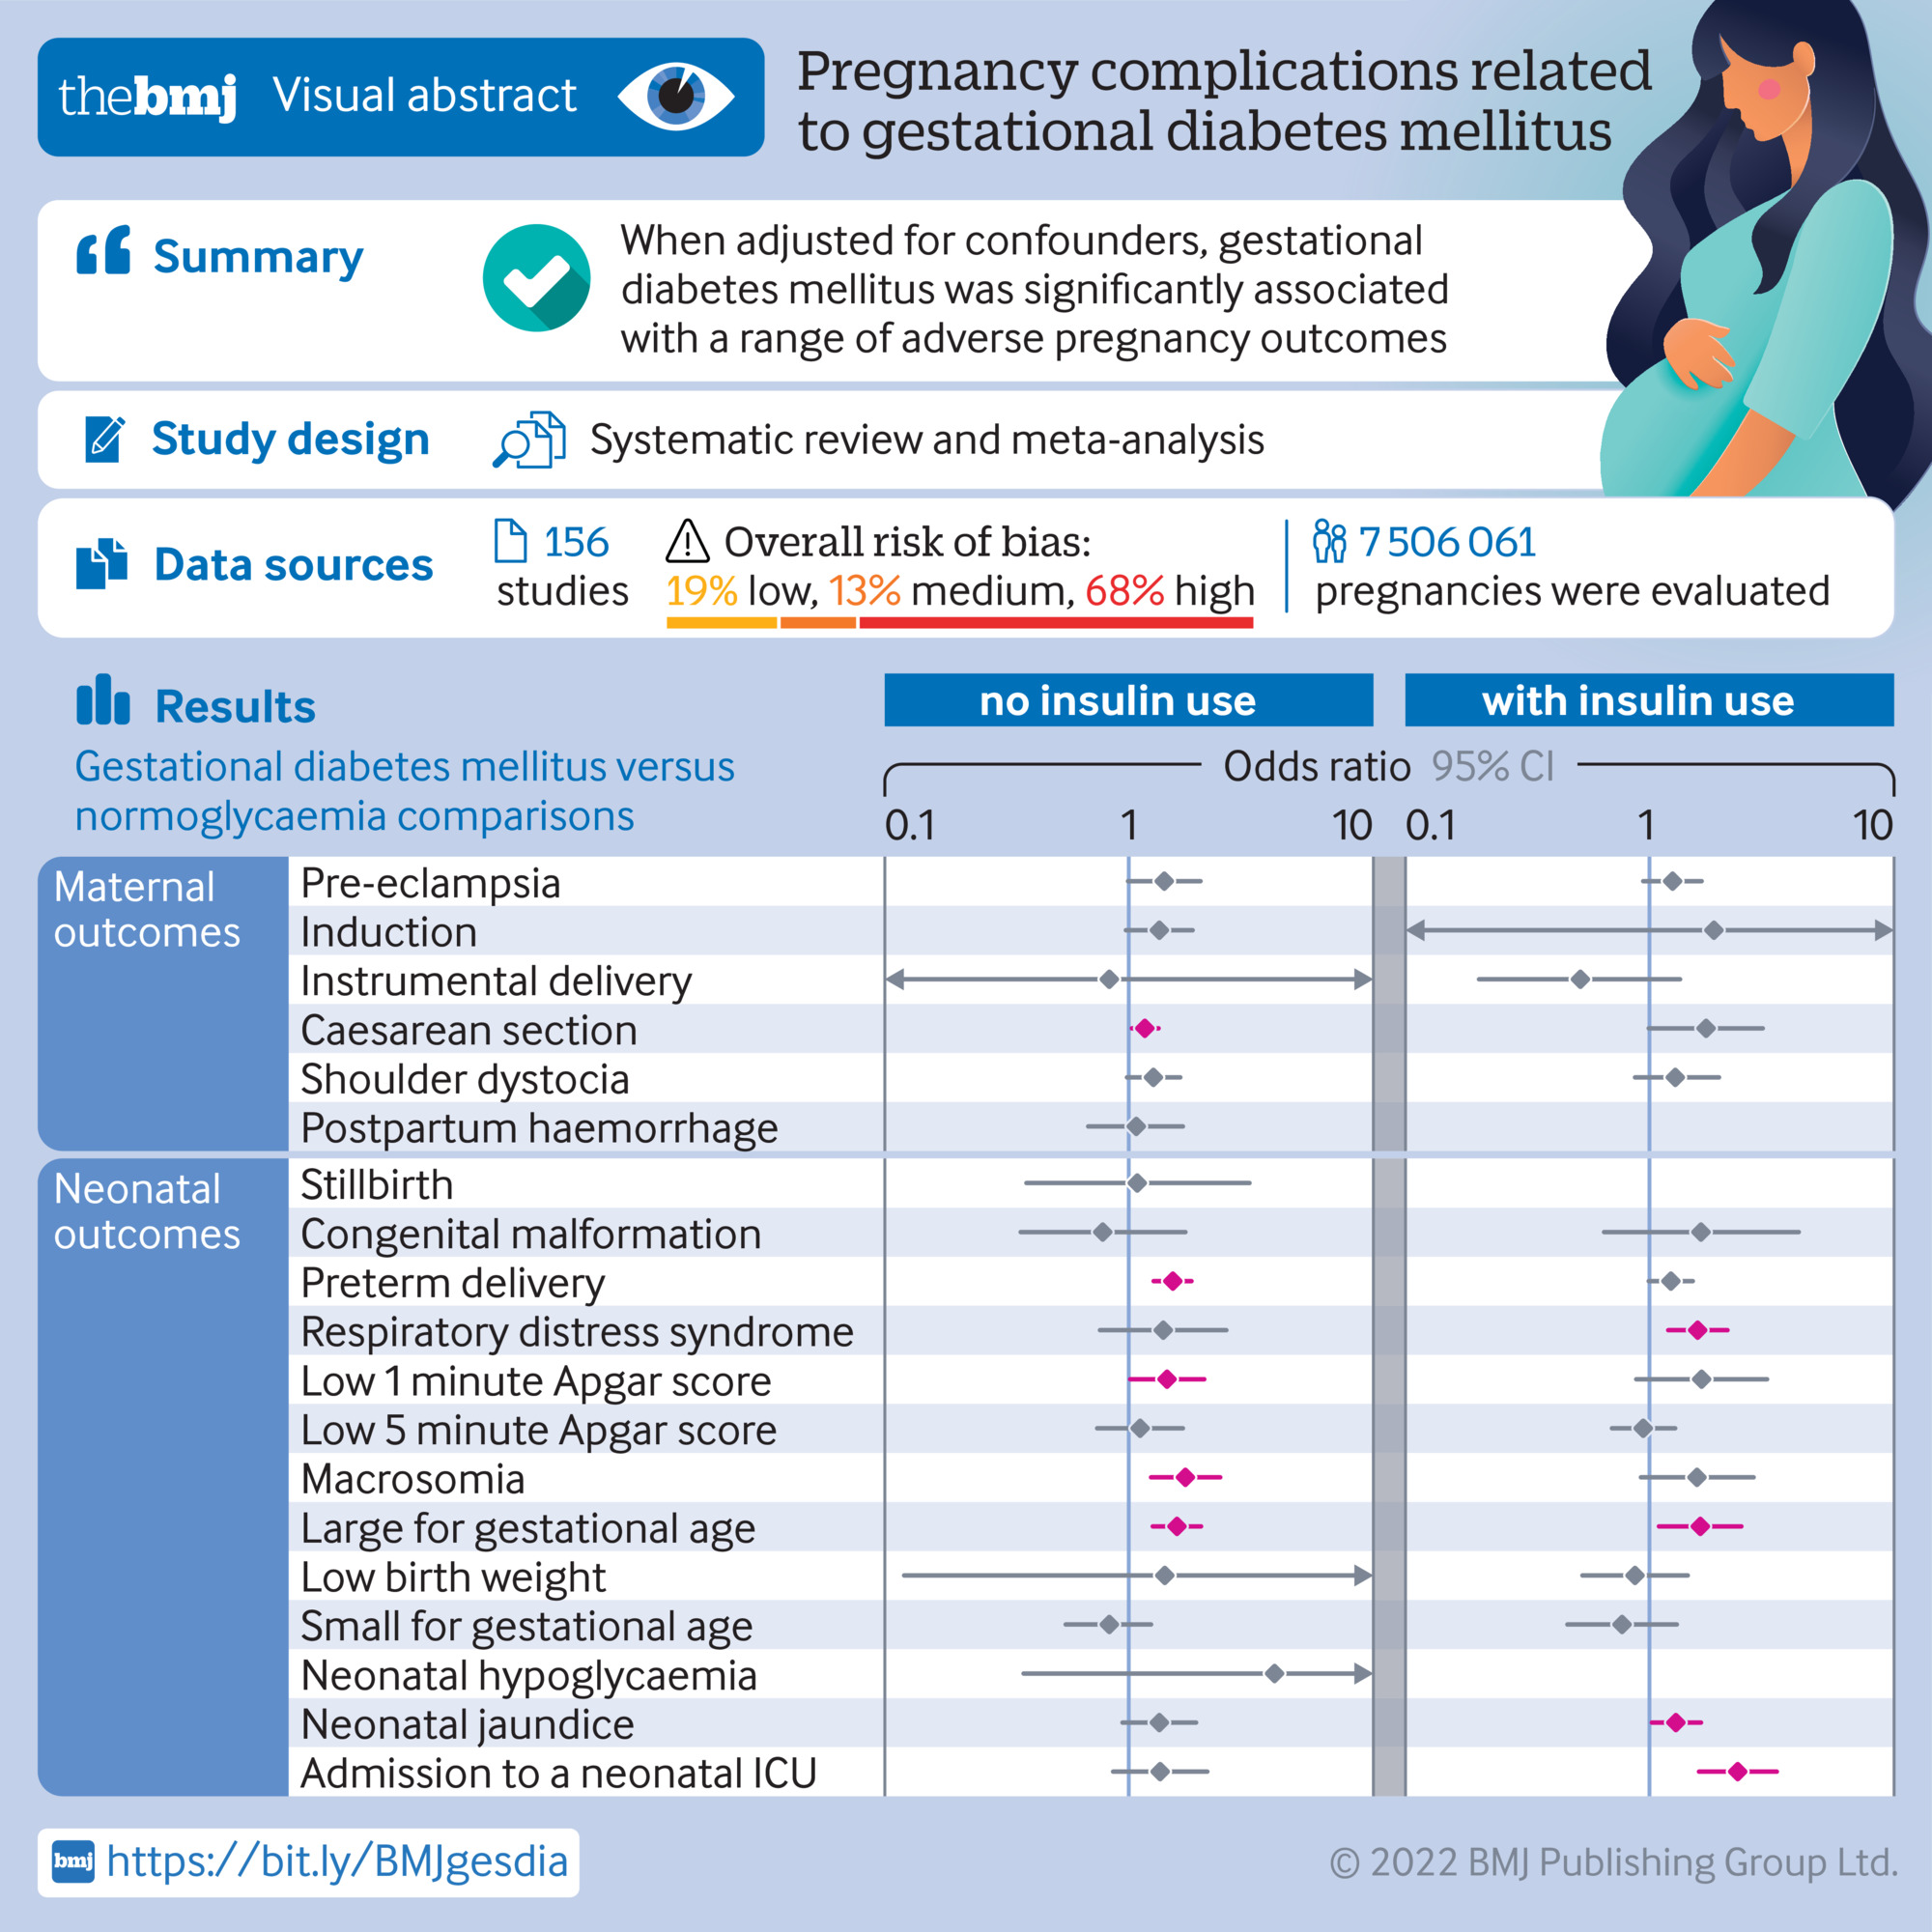 thebmj Visual abstract
Pregnancy complications related
to gestational diabetes mellitus
Summary
When adjusted for confounders, gestational
diabetes mellitus was significantly associated
with a range of adverse pregnancy outcomes
Study design
Systematic review and meta-analysis
Data sources
156
studies
Overall risk of bias:
19% low, 13% medium, 68% high
7 506 061
pregnancies were evaluated
Results
Gestational diabetes mellitus versus
normoglycaemia comparisons
no insulin use
with insulin use
Odds ratio 95% CI
0.1 1 10 0.1 1 10
Maternal
outcomes
Pre-eclampsia
Induction
Instrumental delivery
Caesarean section
Shoulder dystocia
Postpartum haemorrhage
Neonatal
outcomes
Stillbirth
Congenital malformation
Preterm delivery
Respiratory distress syndrome
Low 1 minute Apgar score
Low 5 minute Apgar score
Macrosomia
Large for gestational age
Low birth weight
Small for gestational age
Neonatal hypoglycaemia
Neonatal jaundice
Admission to a neonatal ICU
bmj https://bit.ly/BMJgesdia
© 2022 BMJ Publishing Group Ltd.